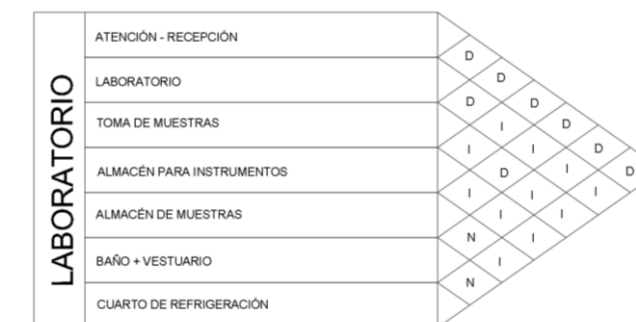 LABORATORIO
ATENCIÓN - RECEPCIÓN
D
LABORATORIO D
D D
TOMA DE MUESTRAS I D
I I D
ALMACÉN PARA INSTRUMENTOS D I D
I I I
ALMACÉN DE MUESTRAS I I
N I
BAÑO + VESTUARIO I
N
CUARTO DE REFRIGERACIÓN